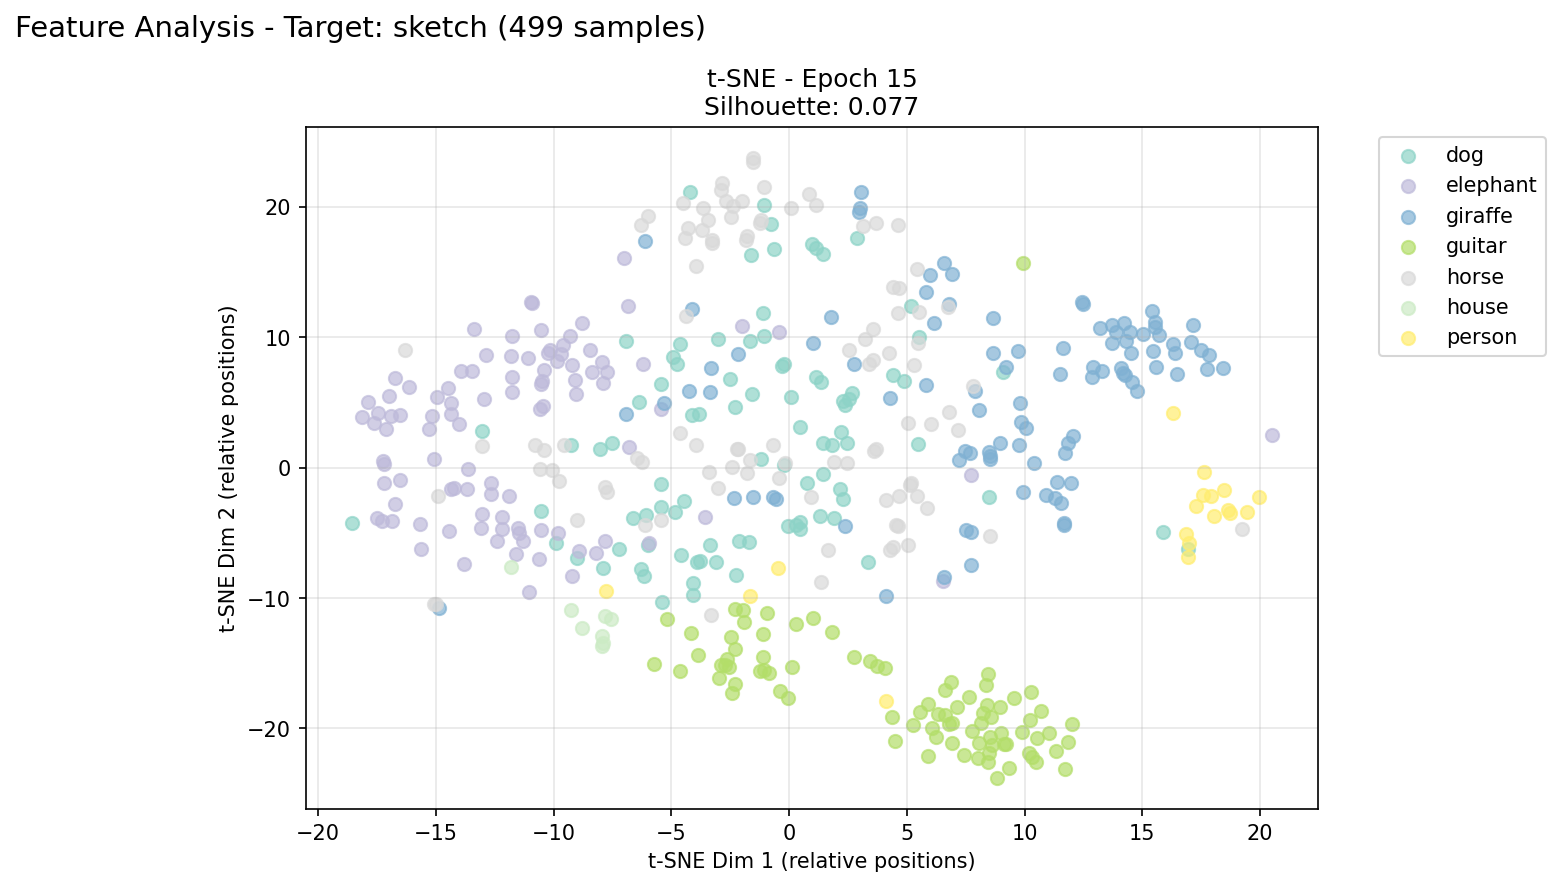 Feature Analysis - Target: sketch (499 samples)
t-SNE - Epoch 15
Silhouette: 0.077
dog
elephant
giraffe
guitar
horse
house
person
20
10
0
−10
−20
t-SNE Dim 2 (relative positions)
−20 −15 −10 −5 0 5 10 15 20
t-SNE Dim 1 (relative positions)